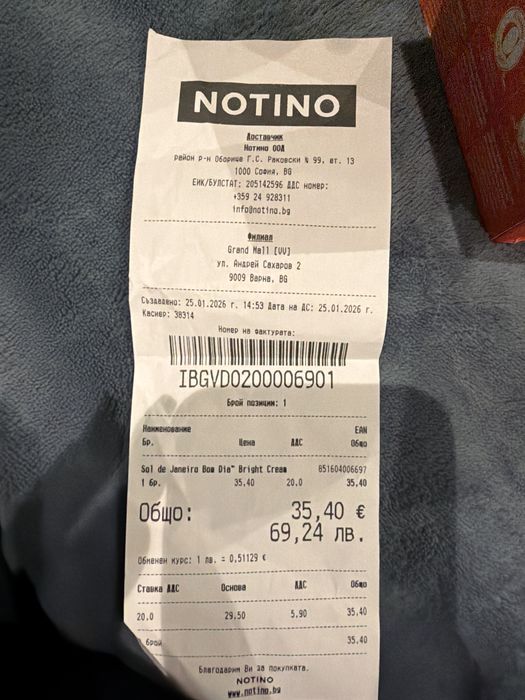 NOTINO
Доставчик
Нотино ООД
район р-н Оборище Г.С. Раковски № 99, ет. 13
1000 София, BG
ЕИК/БУЛСТАТ: 205142596 ДДС номер:
+359 24 928311
info@notino.bg
Филиал
Grand Mall [VV]
ул. Андрей Сахаров 2
9009 Варна, BG
Създадено: 25.01.2026 г. 14:53 Дата на ДС: 25.01.2026 г.
Касиер: 38314
Номер на фактурата:
IBGVD0200006901
Брой позиции: 1
Наименование EAN
Бр. Цена ДДС Общо
Sol de Janeiro Bom Dia™ Bright Cream 851604006697
1 бр. 35.40 20.0 35.40
Общо: 35,40 €
69,24 лв.
Обменен курс: 1 лв. = 0,51129 €
Ставка ДДС Основа ДДС Общо
20.0 29.50 5.90 35.40
брой 35.40
Благодарим Ви за покупката.
NOTINO
www.notino.bg